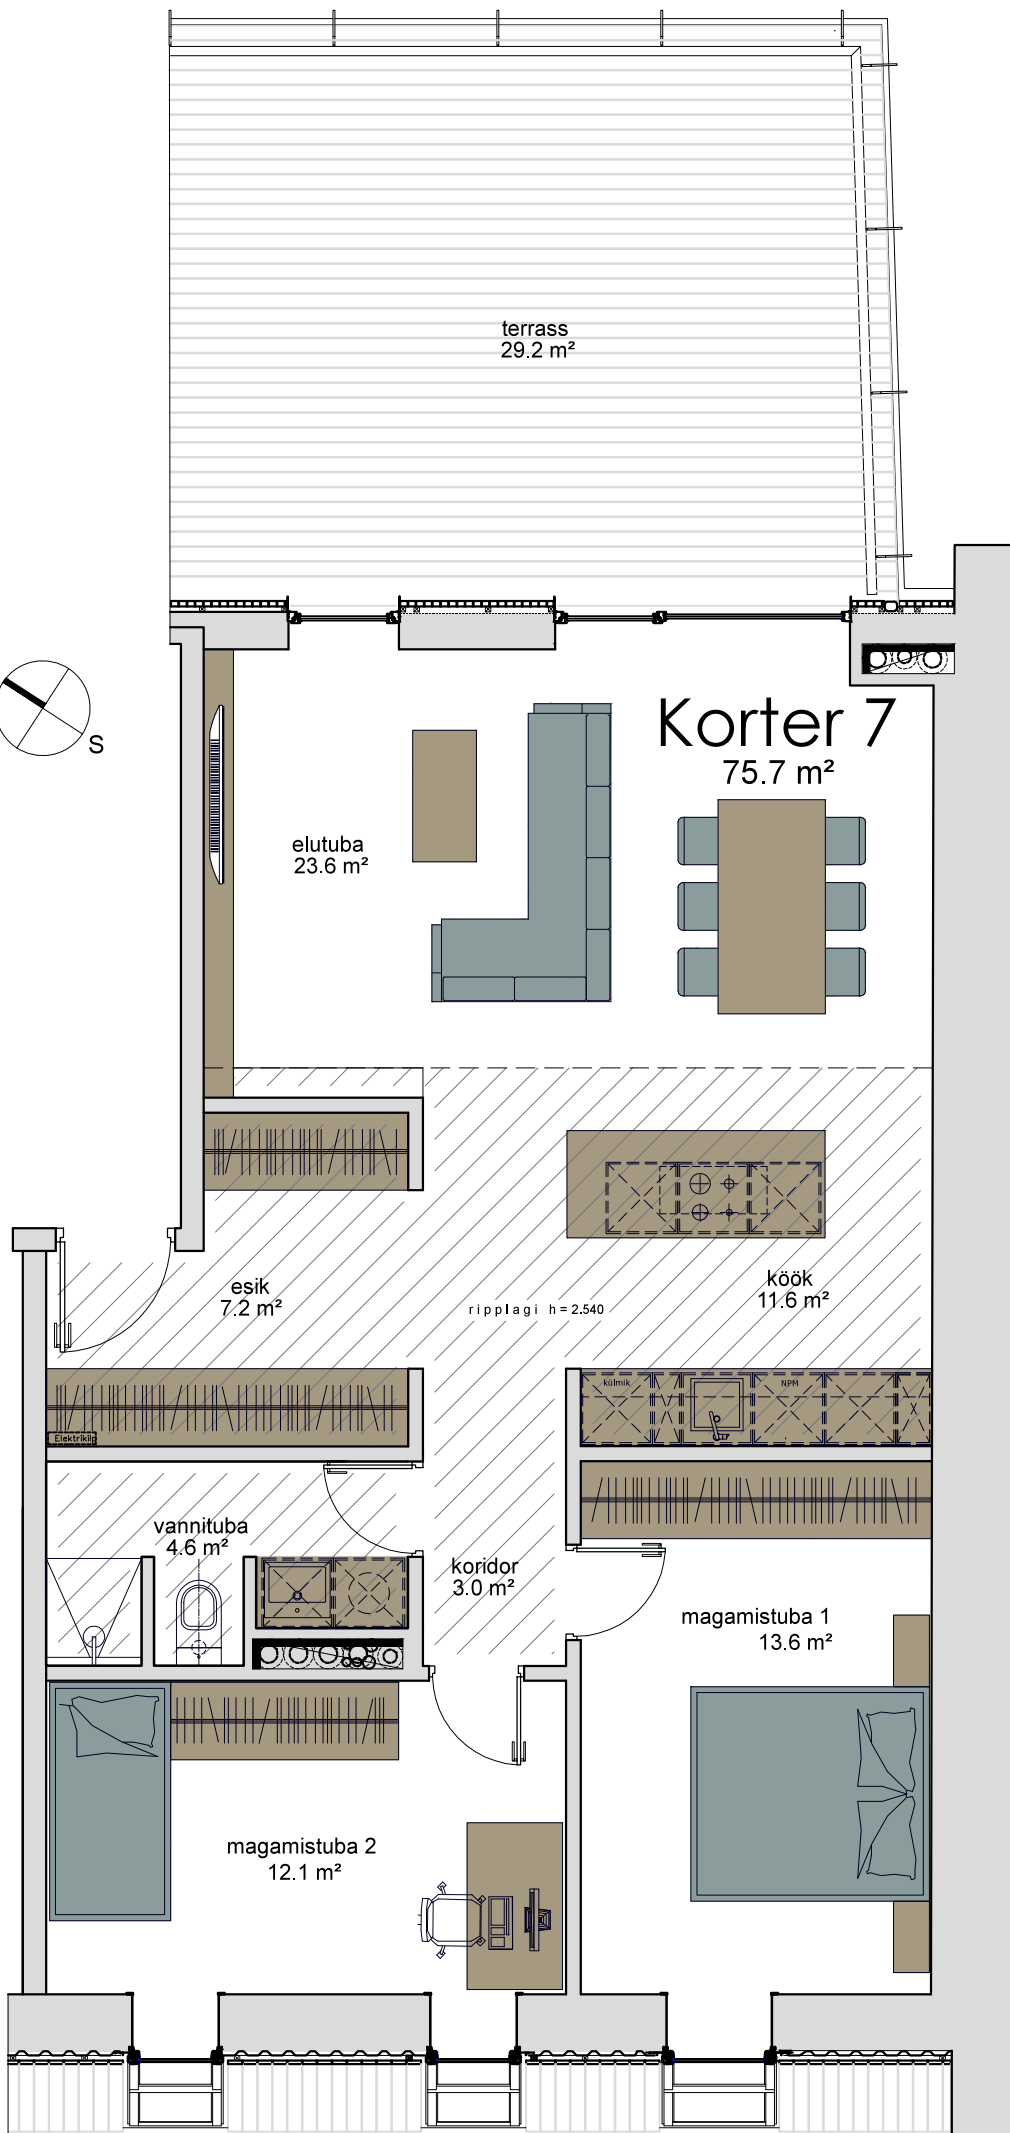 terrass
29.2 m²
Korter 7
75.7 m²
S
elutuba
23.6 m²
esik
7.2 m²
köök
11.6 m²
ripplagi h=2.540
külmik
NPM
Elektrikilp
vannituba
4.6 m²
koridor
3.0 m²
magamistuba 1
13.6 m²
magamistuba 2
12.1 m²